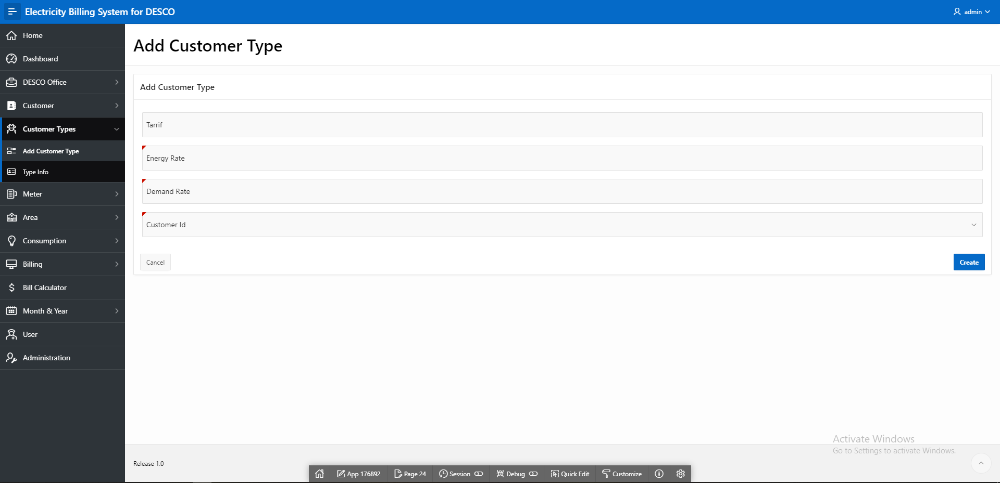 Electricity Billing System for DESCO
admin
Home
Dashboard
DESCO Office
Customer
Customer Types
Add Customer Type
Type Info
Meter
Area
Consumption
Billing
Bill Calculator
Month & Year
User
Administration
Add Customer Type
Add Customer Type
Tarrif
Energy Rate
Demand Rate
Customer Id
Cancel
Create
Activate Windows
Go to Settings to activate Windows.
Release 1.0
App 176892
Page 24
Session
Debug
Quick Edit
Customize